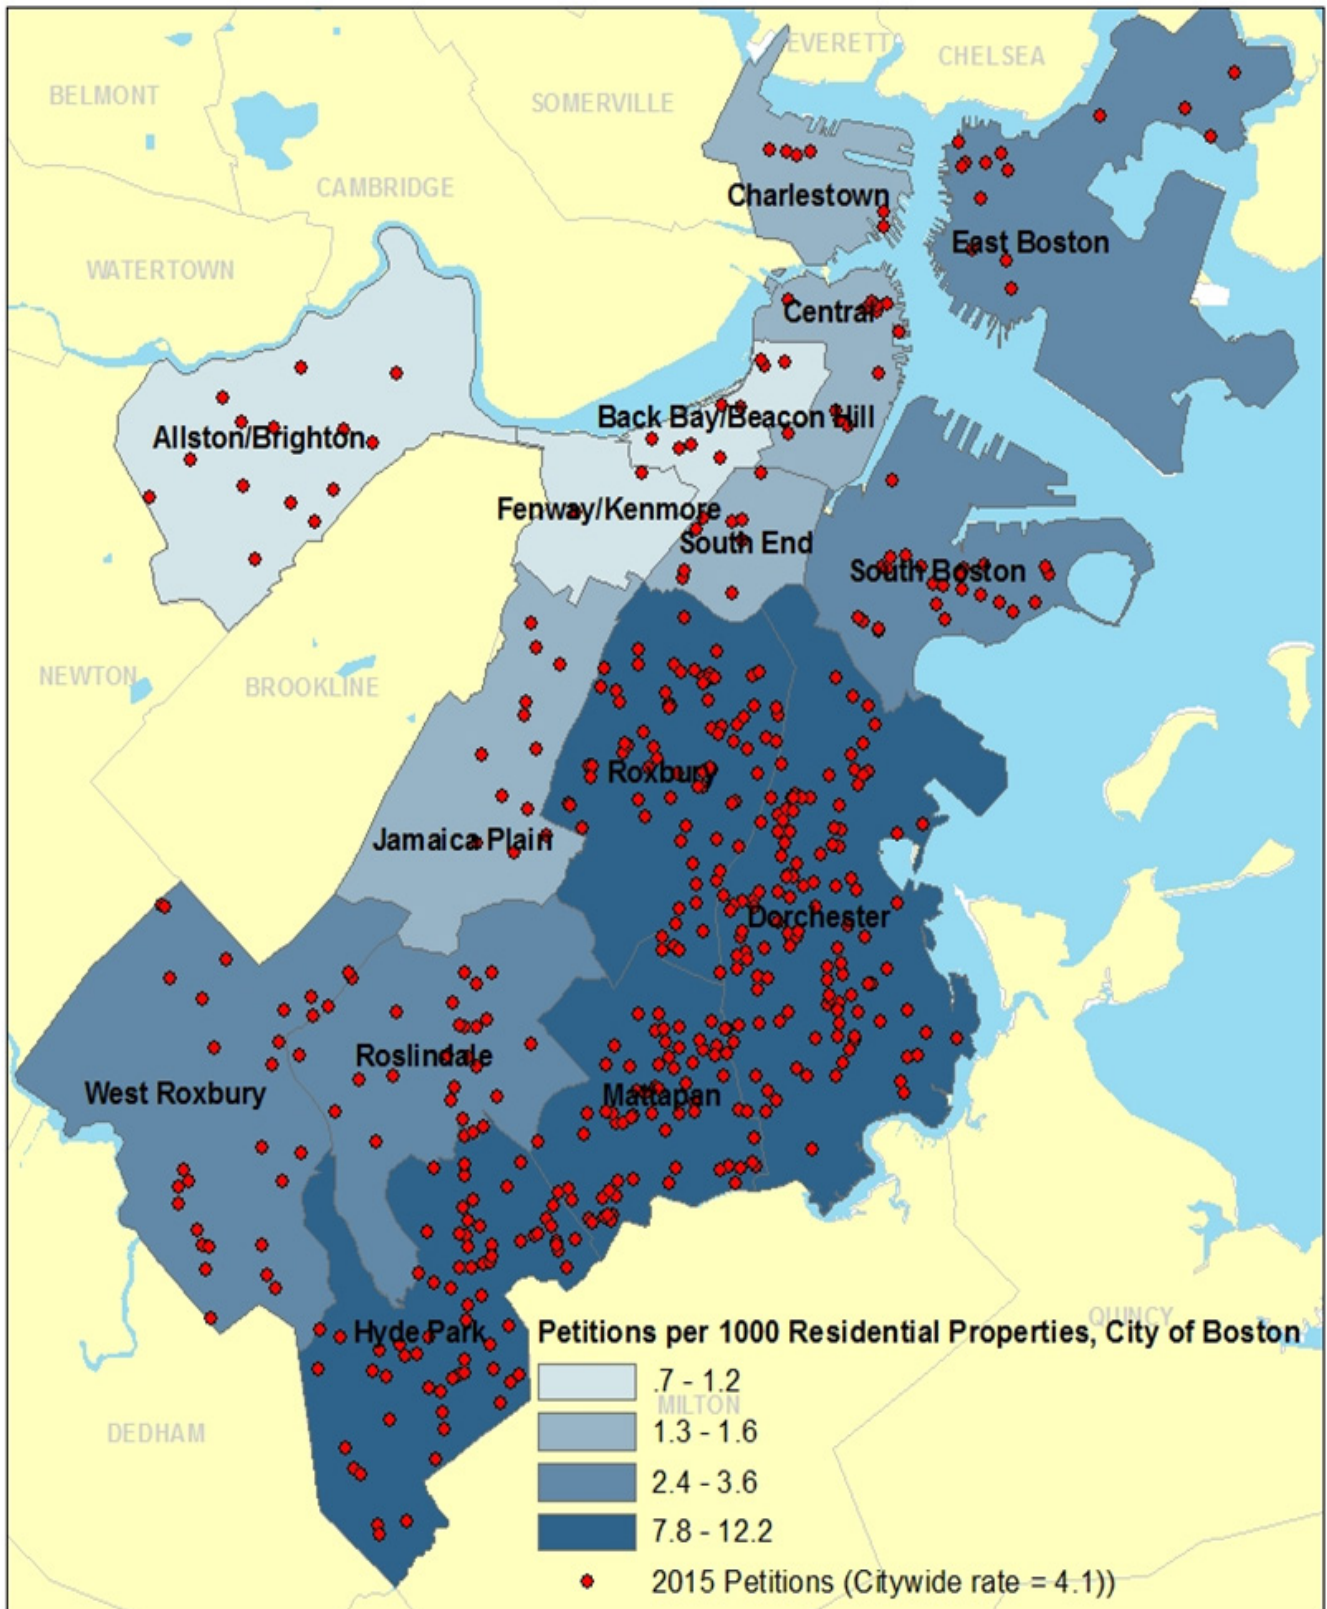 EVERETT
CHELSEA
BELMONT
SOMERVILLE
CAMBRIDGE
Charlestown
East Boston
WATERTOWN
Central
Back Bay/Beacon Hill
Allston/Brighton
Fenway/Kenmore
South End
South Boston
NEWTON
BROOKLINE
Roxbury
Jamaica Plain
Dorchester
Roslindale
West Roxbury
Mattapan
QUINCY
Hyde Park
Petitions per 1000 Residential Properties, City of Boston
.7 - 1.2
MILTON
1.3 - 1.6
DEDHAM
2.4 - 3.6
7.8 - 12.2
2015 Petitions (Citywide rate = 4.1))